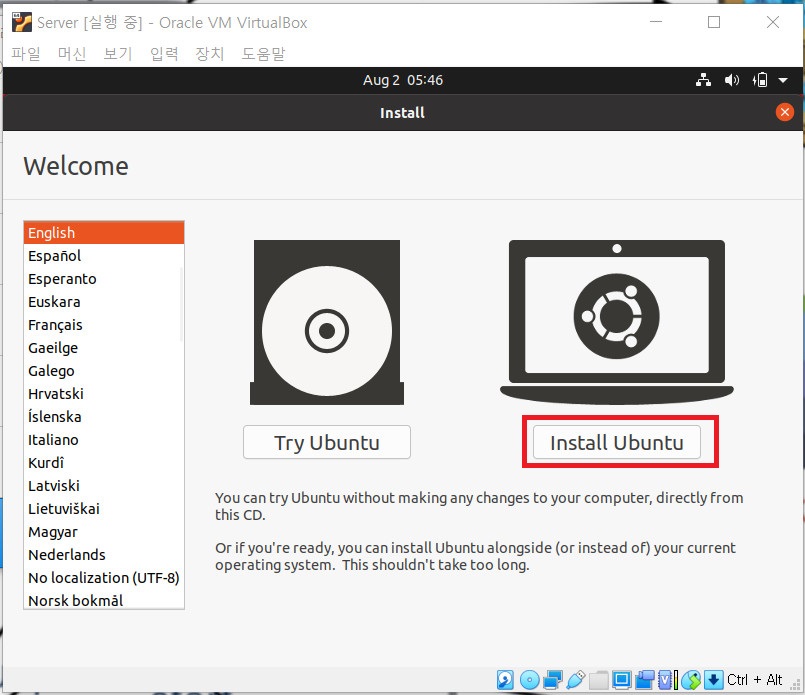 Server [실행 중] - Oracle VM VirtualBox
파일 머신 보기 입력 장치 도움말
Aug 2 05:46
Install
Welcome
English
Español
Esperanto
Euskara
Français
Gaeilge
Galego
Hrvatski
Íslenska
Italiano
Kurdî
Latviski
Lietuviškai
Magyar
Nederlands
No localization (UTF-8)
Norsk bokmål
Try Ubuntu
Install Ubuntu
You can try Ubuntu without making any changes to your computer, directly from
this CD.
Or if you're ready, you can install Ubuntu alongside (or instead of) your current
operating system. This shouldn't take too long.
Ctrl + Alt